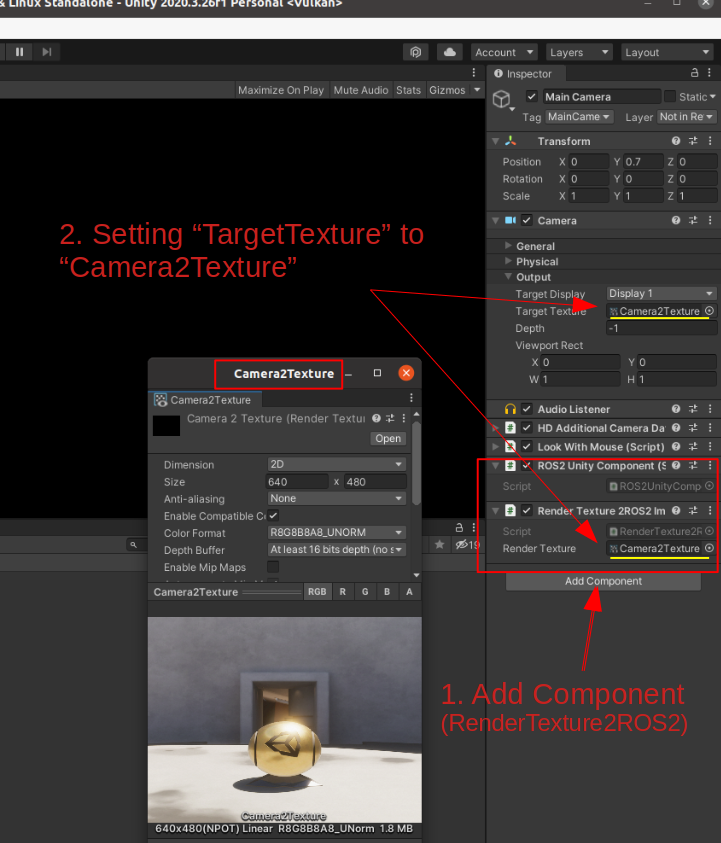 & Linux Standalone - Unity 2020.3.26f1 Personal <Vulkan>
Account Layers Layout
Inspector
Maximize On Play Mute Audio Stats Gizmos
Main Camera Static
Tag MainCame Layer Not in Re
Transform
Position X 0 Y 0.7 Z 0
Rotation X 0 Y 0 Z 0
Scale X 1 Y 1 Z 1
Camera
General
Physical
Output
Target Display Display 1
Target Texture Camera2Texture
Depth -1
Viewport Rect
X 0 Y 0
W 1 H 1
Audio Listener
HD Additional Camera Da
Look With Mouse (Script)
ROS2 Unity Component (S
Script ROS2UnityComp
Render Texture 2ROS2 Im
Script RenderTexture2R
Render Texture Camera2Texture
Add Component
2. Setting “TargetTexture” to
“Camera2Texture”
1. Add Component
(RenderTexture2ROS2)
Camera2Texture
Camera2Texture
Camera 2 Texture (Render Textu
Open
Dimension 2D
Size 640 x 480
Anti-aliasing None
Enable Compatible C
Color Format R8G8B8A8_UNORM
Depth Buffer At least 16 bits depth (no s
Enable Mip Maps
19
Camera2Texture RGB R G B A
Camera2Texture
640x480(NPOT) Linear R8G8B8A8_UNorm 1.8 MB